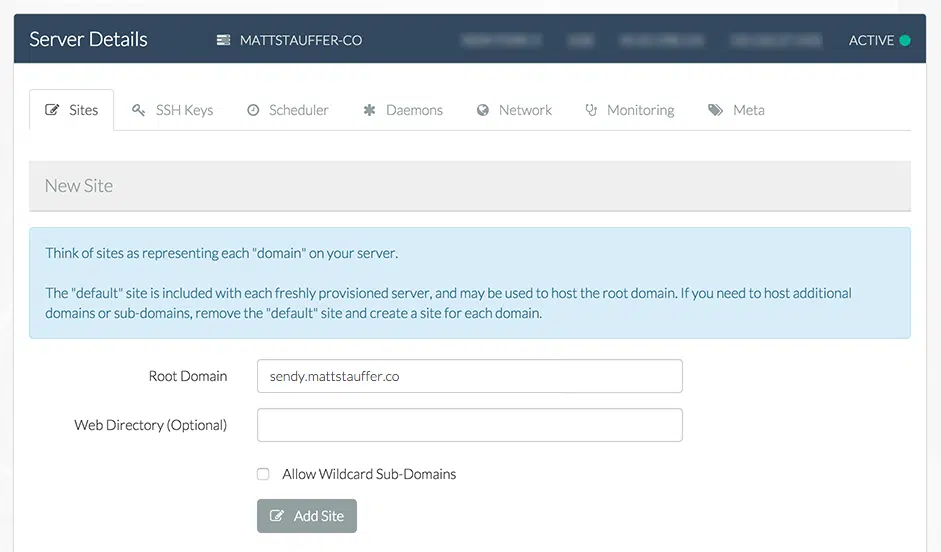 Server Details MATTSTAUFFER-CO ACTIVE
Sites SSH Keys Scheduler Daemons Network Monitoring Meta
New Site
Think of sites as representing each "domain" on your server.
The "default" site is included with each freshly provisioned server, and may be used to host the root domain. If you need to host additional
domains or sub-domains, remove the "default" site and create a site for each domain.
Root Domain sendy.mattstauffer.co
Web Directory (Optional)
Allow Wildcard Sub-Domains
Add Site